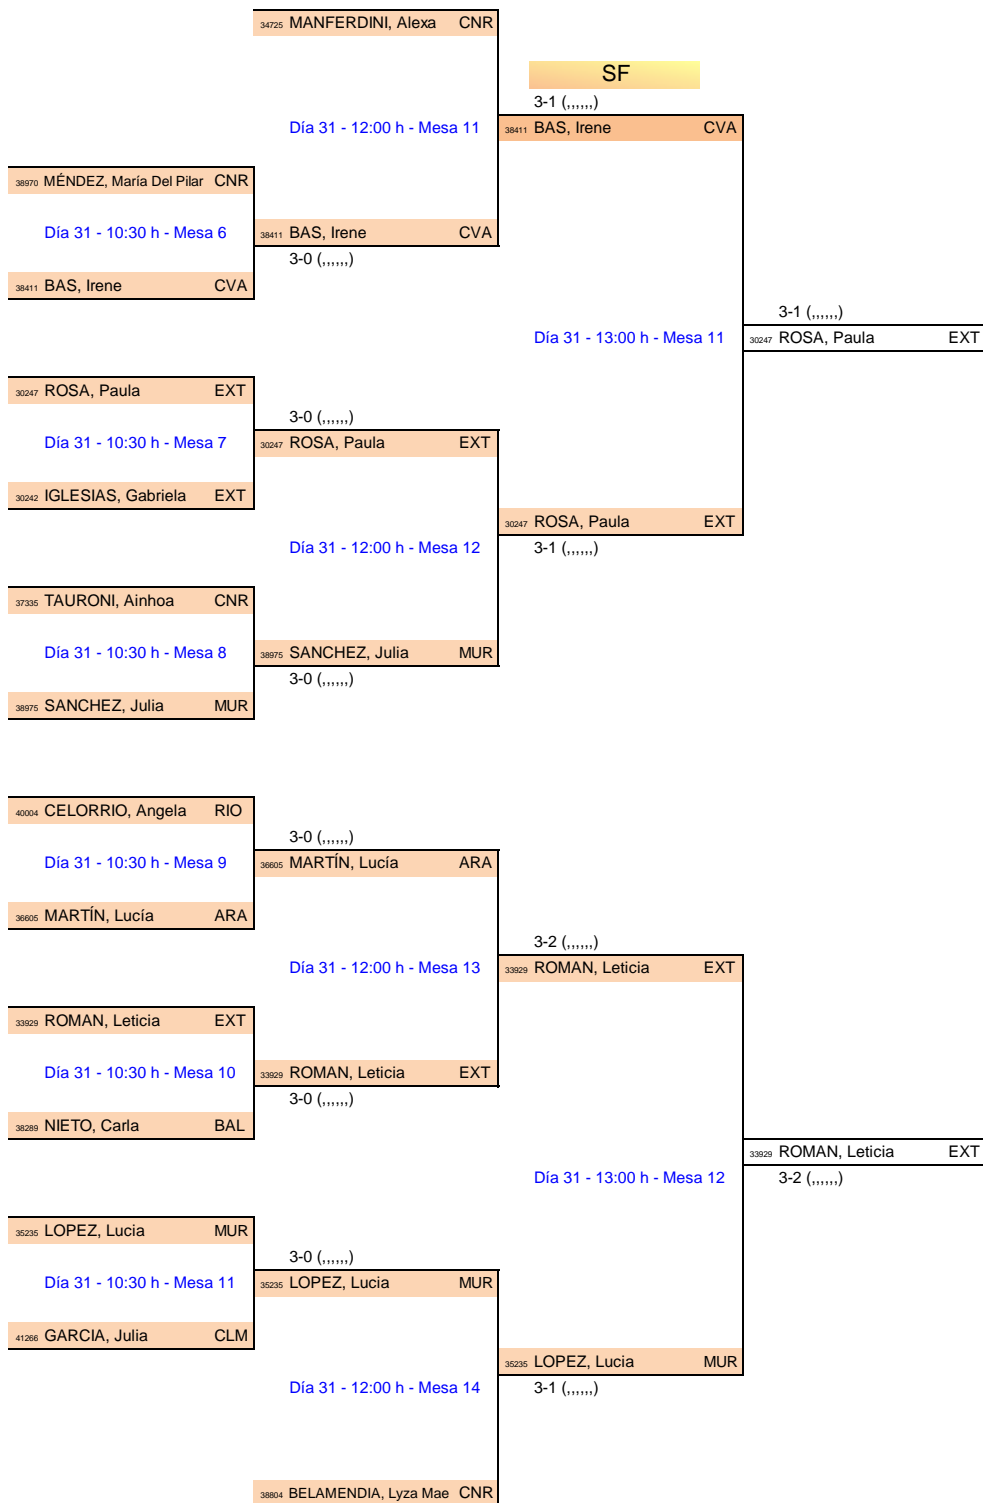 34725 MANFERDINI, Alexa CNR
SF
3-1 (,,,,,,)
Día 31 - 12:00 h - Mesa 11
38411 BAS, Irene CVA
38970 MÉNDEZ, María Del Pilar CNR
Día 31 - 10:30 h - Mesa 6
38411 BAS, Irene CVA
3-0 (,,,,,,)
38411 BAS, Irene CVA
3-1 (,,,,,,)
Día 31 - 13:00 h - Mesa 11
30247 ROSA, Paula EXT
30247 ROSA, Paula EXT
3-0 (,,,,,,)
Día 31 - 10:30 h - Mesa 7
30247 ROSA, Paula EXT
30242 IGLESIAS, Gabriela EXT
30247 ROSA, Paula EXT
Día 31 - 12:00 h - Mesa 12
3-1 (,,,,,,)
37335 TAURONI, Ainhoa CNR
Día 31 - 10:30 h - Mesa 8
38975 SANCHEZ, Julia MUR
3-0 (,,,,,,)
38975 SANCHEZ, Julia MUR
40004 CELORRIO, Angela RIO
3-0 (,,,,,,)
Día 31 - 10:30 h - Mesa 9
36605 MARTÍN, Lucía ARA
36605 MARTÍN, Lucía ARA
3-2 (,,,,,,)
Día 31 - 12:00 h - Mesa 13
33929 ROMAN, Leticia EXT
33929 ROMAN, Leticia EXT
Día 31 - 10:30 h - Mesa 10
33929 ROMAN, Leticia EXT
3-0 (,,,,,,)
38289 NIETO, Carla BAL
33929 ROMAN, Leticia EXT
Día 31 - 13:00 h - Mesa 12
3-2 (,,,,,,)
35235 LOPEZ, Lucia MUR
3-0 (,,,,,,)
Día 31 - 10:30 h - Mesa 11
35235 LOPEZ, Lucia MUR
41266 GARCIA, Julia CLM
35235 LOPEZ, Lucia MUR
Día 31 - 12:00 h - Mesa 14
3-1 (,,,,,,)
38804 BELAMENDIA, Lyza Mae CNR